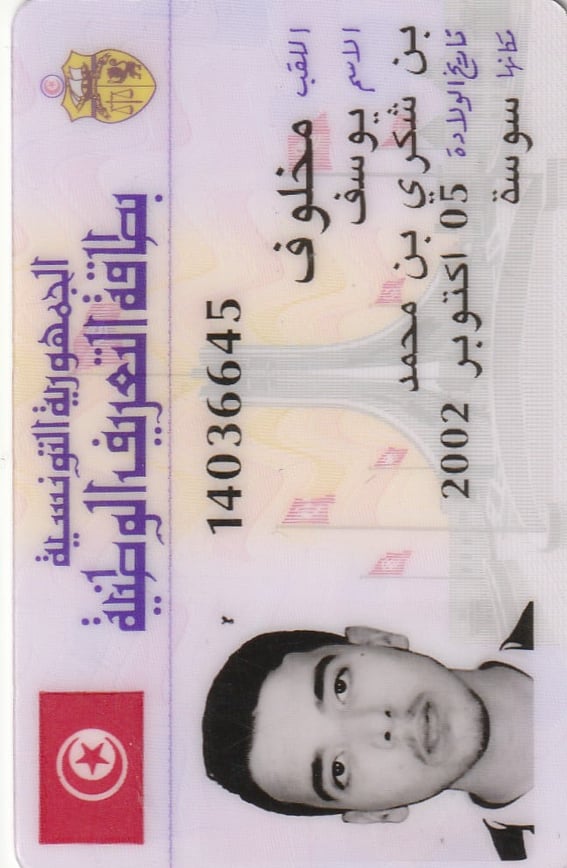 الجمهورية التونسية
بطاقة التعريف الوطنية
14036645
اللقب مخلوف
الاسم يوسف
بن شكري بن محمد
تاريخ الولادة 05 اكتوبر 2002
مكانها سوسة